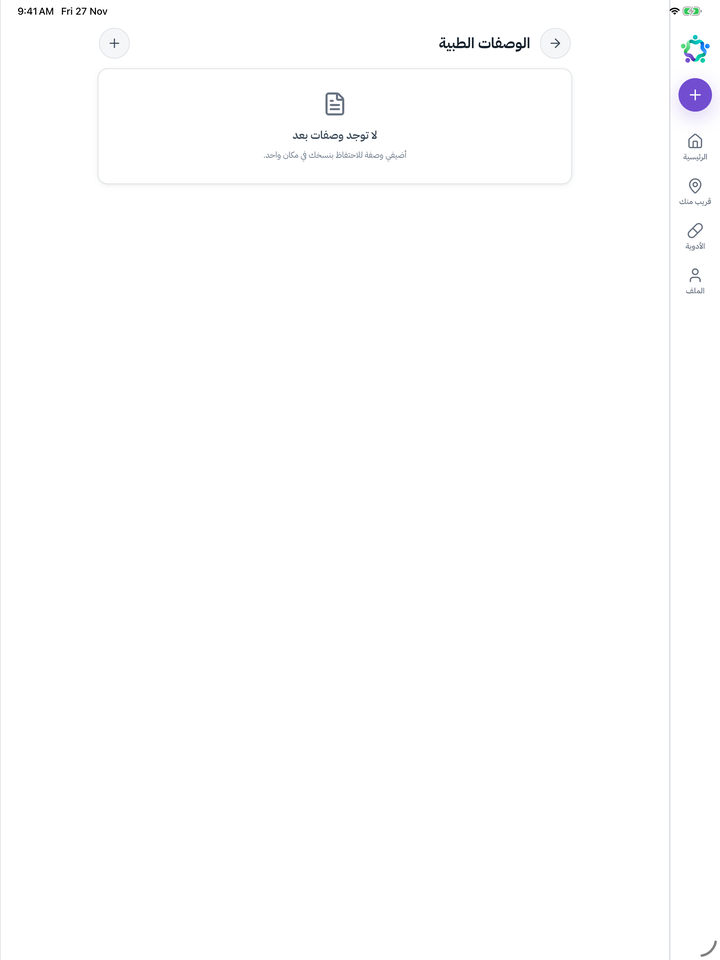 9:41 AM Fri 27 Nov
الوصفات الطبية
لا توجد وصفات بعد
أضيفي وصفة للاحتفاظ بنسخك في مكان واحد.
الرئيسية
قريب منك
الأدوية
الملف